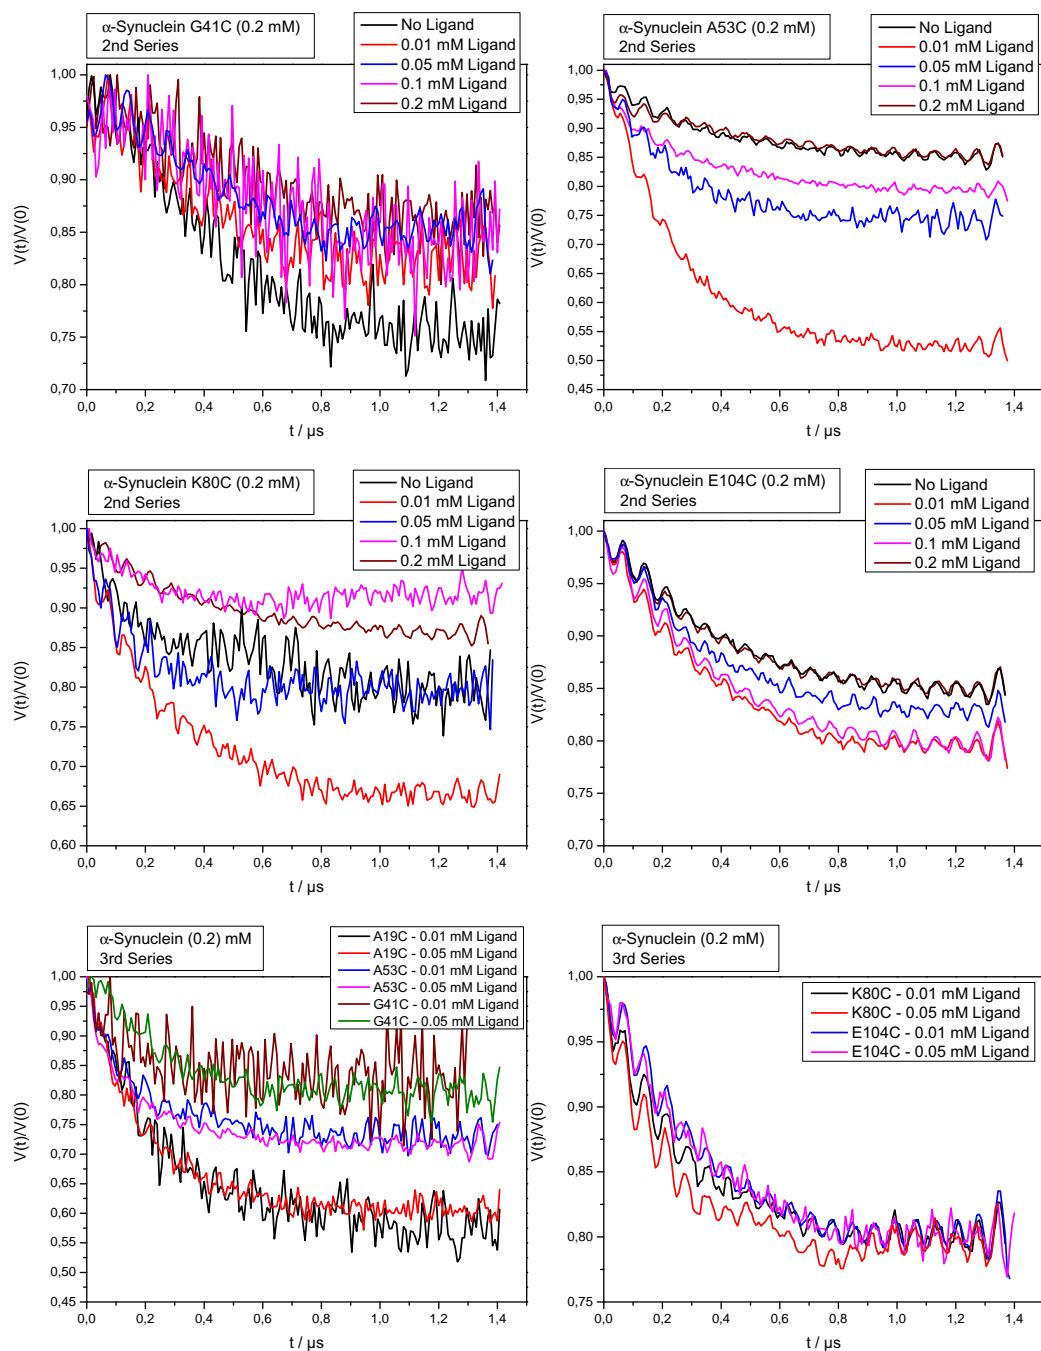 α-Synuclein G41C (0.2 mM)
2nd Series
No Ligand
0.01 mM Ligand
0.05 mM Ligand
0.1 mM Ligand
0.2 mM Ligand
1,00
0,95
0,90
0,85
0,80
0,75
0,70
V(t)/V(0)
0,0 0,2 0,4 0,6 0,8 1,0 1,2 1,4
t / µs
α-Synuclein A53C (0.2 mM)
2nd Series
No Ligand
0.01 mM Ligand
0.05 mM Ligand
0.1 mM Ligand
0.2 mM Ligand
1,00
0,95
0,90
0,85
0,80
0,75
0,70
0,65
0,60
0,55
0,50
0,45
V(t)/V(0)
0,0 0,2 0,4 0,6 0,8 1,0 1,2 1,4
t / µs
α-Synuclein K80C (0.2 mM)
2nd Series
No Ligand
0.01 mM Ligand
0.05 mM Ligand
0.1 mM Ligand
0.2 mM Ligand
1,00
0,95
0,90
0,85
0,80
0,75
0,70
0,65
0,60
V(t)/V(0)
0,0 0,2 0,4 0,6 0,8 1,0 1,2 1,4
t / µs
α-Synuclein E104C (0.2 mM)
2nd Series
No Ligand
0.01 mM Ligand
0.05 mM Ligand
0.1 mM Ligand
0.2 mM Ligand
1,00
0,95
0,90
0,85
0,80
0,75
0,70
V(t)/V(0)
0,0 0,2 0,4 0,6 0,8 1,0 1,2 1,4
t / µs
α-Synuclein (0.2) mM
3rd Series
A19C - 0.01 mM Ligand
A19C - 0.05 mM Ligand
A53C - 0.01 mM Ligand
A53C - 0.05 mM Ligand
G41C - 0.01 mM Ligand
G41C - 0.05 mM Ligand
1,00
0,95
0,90
0,85
0,80
0,75
0,70
0,65
0,60
0,55
0,50
0,45
V(t)/V(0)
0,0 0,2 0,4 0,6 0,8 1,0 1,2 1,4
t / µs
α-Synuclein (0.2 mM)
3rd Series
K80C - 0.01 mM Ligand
K80C - 0.05 mM Ligand
E104C - 0.01 mM Ligand
E104C - 0.05 mM Ligand
1,00
0,95
0,90
0,85
0,80
0,75
V(t)/V(0)
0,0 0,2 0,4 0,6 0,8 1,0 1,2 1,4
t / µs